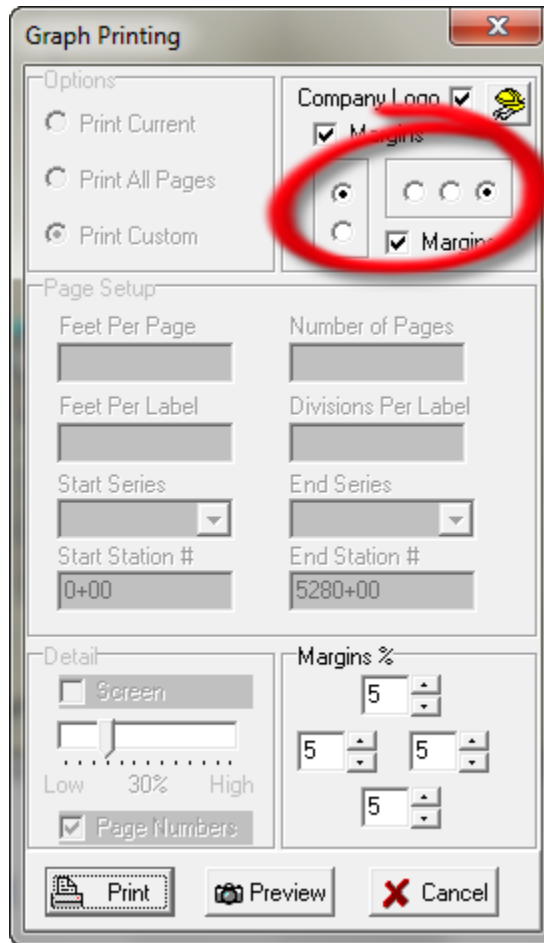 Graph Printing
Options
Print Current
Print All Pages
Print Custom
Company Logo
Margins
Margins
Page Setup
Feet Per Page
Number of Pages
Feet Per Label
Divisions Per Label
Start Series
End Series
Start Station #
End Station #
0+00
5280+00
Detail
Screen
Low 30% High
Page Numbers
Margins %
5
5 5
5
Print
Preview
Cancel